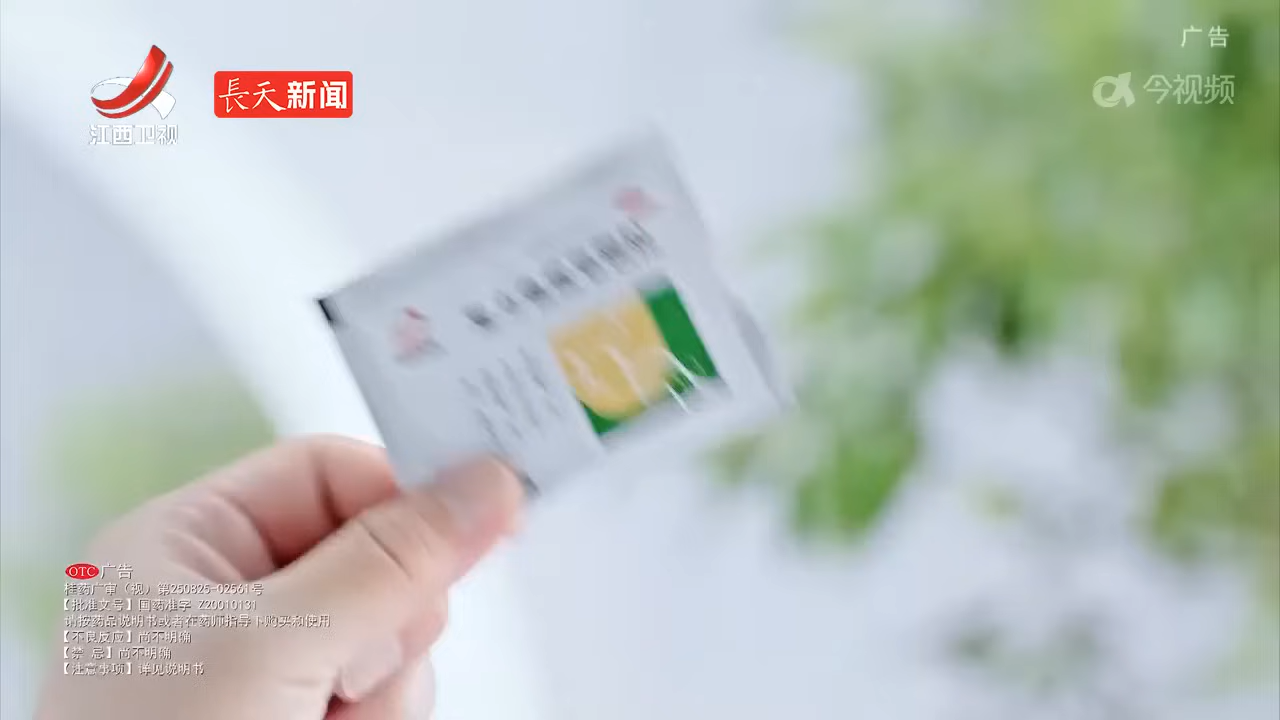 广告
江西卫视
長天新闻
今视频
OTC广告
桂药广审（视）第250825-02561号
【批准文号】国药准字 Z20010131
请按药品说明书或者在药师指导下购买和使用
【不良反应】尚不明确
【禁 忌】尚不明确
【注意事项】详见说明书